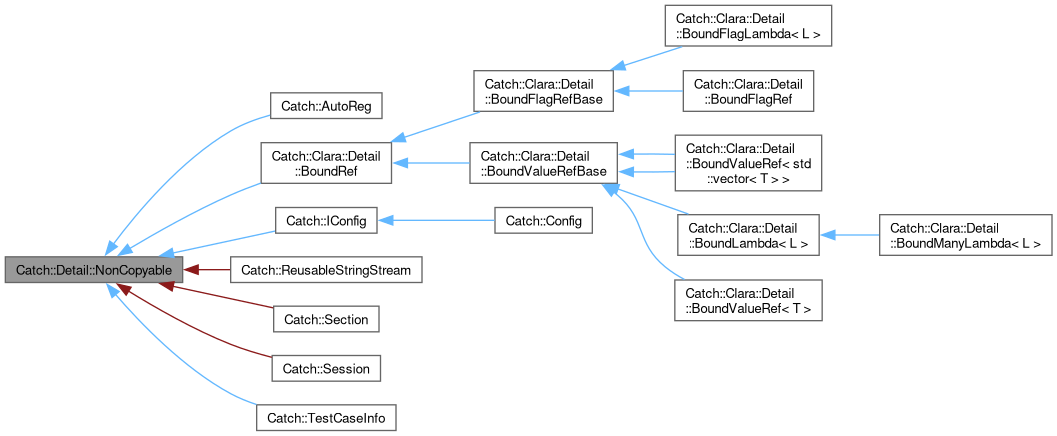 Catch::Clara::Detail
::BoundFlagLambda< L >
Catch::Clara::Detail
::BoundFlagRefBase
Catch::Clara::Detail
::BoundFlagRef
Catch::AutoReg
Catch::Clara::Detail
::BoundRef
Catch::Clara::Detail
::BoundValueRefBase
Catch::Clara::Detail
::BoundValueRef< std
::vector< T > >
Catch::IConfig
Catch::Config
Catch::Clara::Detail
::BoundLambda< L >
Catch::Clara::Detail
::BoundManyLambda< L >
Catch::Detail::NonCopyable
Catch::ReusableStringStream
Catch::Clara::Detail
::BoundValueRef< T >
Catch::Section
Catch::Session
Catch::TestCaseInfo